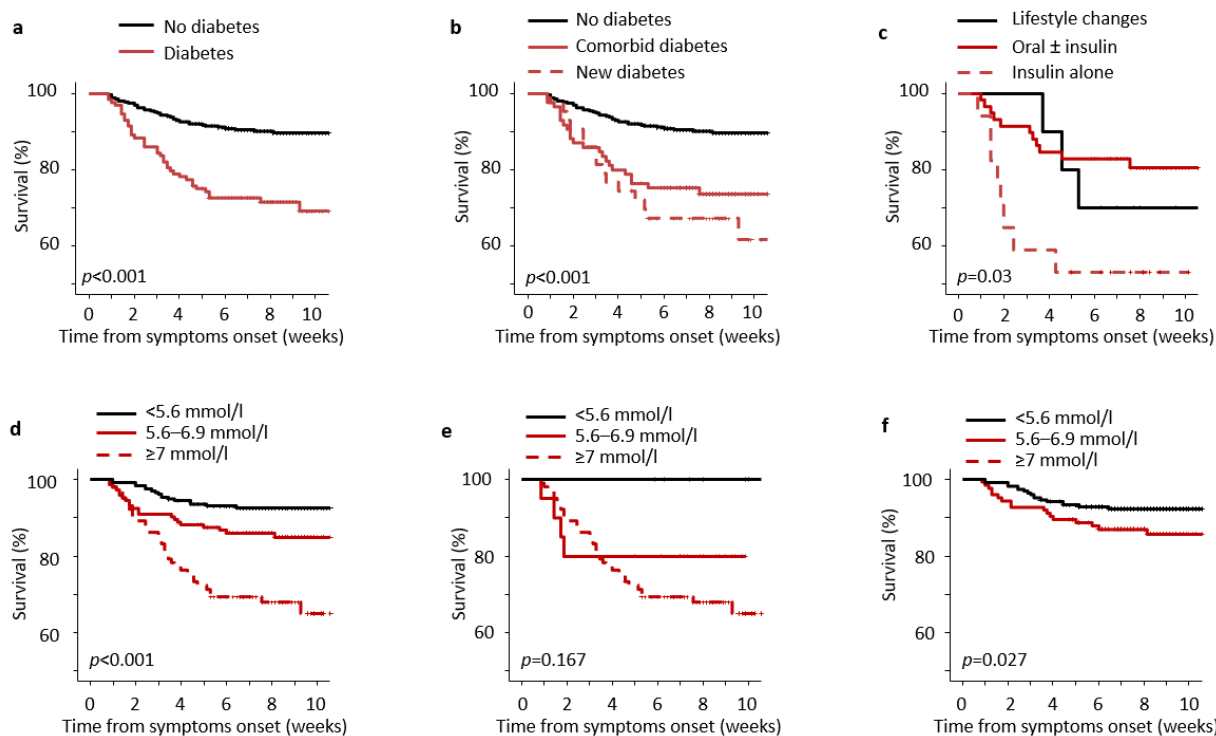 a
No diabetes
Diabetes
100
80
60
Survival (%)
p<0.001
0 2 4 6 8 10
Time from symptoms onset (weeks)
b
No diabetes
Comorbid diabetes
New diabetes
100
80
60
Survival (%)
p<0.001
0 2 4 6 8 10
Time from symptoms onset (weeks)
c
Lifestyle changes
Oral ± insulin
Insulin alone
100
80
60
Survival (%)
p=0.03
0 2 4 6 8 10
Time from symptoms onset (weeks)
d
<5.6 mmol/l
5.6–6.9 mmol/l
≥7 mmol/l
100
80
60
Survival (%)
p<0.001
0 2 4 6 8 10
Time from symptoms onset (weeks)
e
<5.6 mmol/l
5.6–6.9 mmol/l
≥7 mmol/l
100
80
60
Survival (%)
p=0.167
0 2 4 6 8 10
Time from symptoms onset (weeks)
f
<5.6 mmol/l
5.6–6.9 mmol/l
≥7 mmol/l
100
80
60
Survival (%)
p=0.027
0 2 4 6 8 10
Time from symptoms onset (weeks)